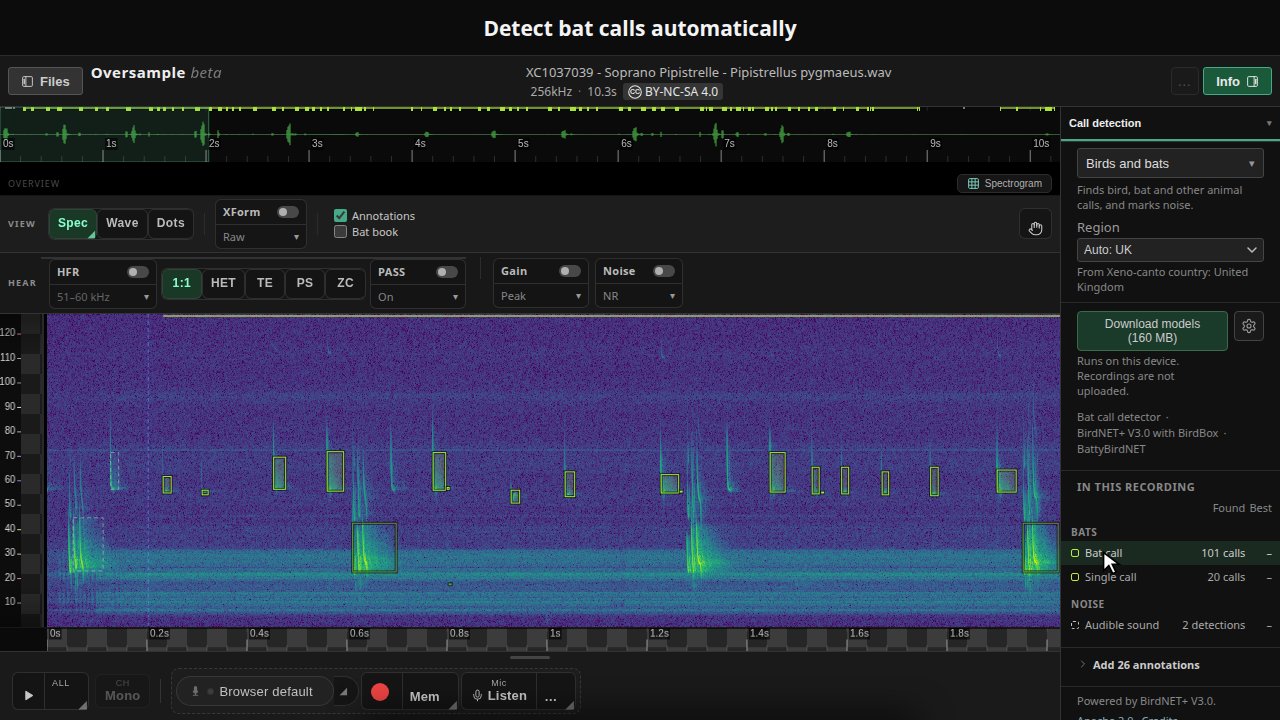 Detect bat calls automatically
Files
Oversample beta
XC1037039 - Soprano Pipistrelle - Pipistrellus pygmaeus.wav
256kHz · 10.3s CC BY-NC-SA 4.0
...
Info
0s 1s 2s 3s 4s 5s 6s 7s 8s 9s 10s
OVERVIEW
Spectrogram
VIEW
Spec Wave Dots
XForm
Raw
Annotations
Bat book
HEAR
HFR
51–60 kHz
1:1 HET TE PS ZC
PASS
On
Gain
Peak
Noise
NR
120
110
100
90
80
70
60
50
40
30
20
10
0s 0.2s 0.4s 0.6s 0.8s 1s 1.2s 1.4s 1.6s 1.8s
ALL
CH
Mono
Browser default
Mem
Mic
Listen
...
Call detection
Birds and bats
Finds bird, bat and other animal
calls, and marks noise.
Region
Auto: UK
From Xeno-canto country: United
Kingdom
Download models
(160 MB)
Runs on this device.
Recordings are not
uploaded.
Bat call detector ·
BirdNET+ V3.0 with BirdBox ·
BattyBirdNET
IN THIS RECORDING
Found Best
BATS
Bat call 101 calls –
Single call 20 calls –
NOISE
Audible sound 2 detections –
Add 26 annotations
Powered by BirdNET+ V3.0.
Apache 2.0 · Credits